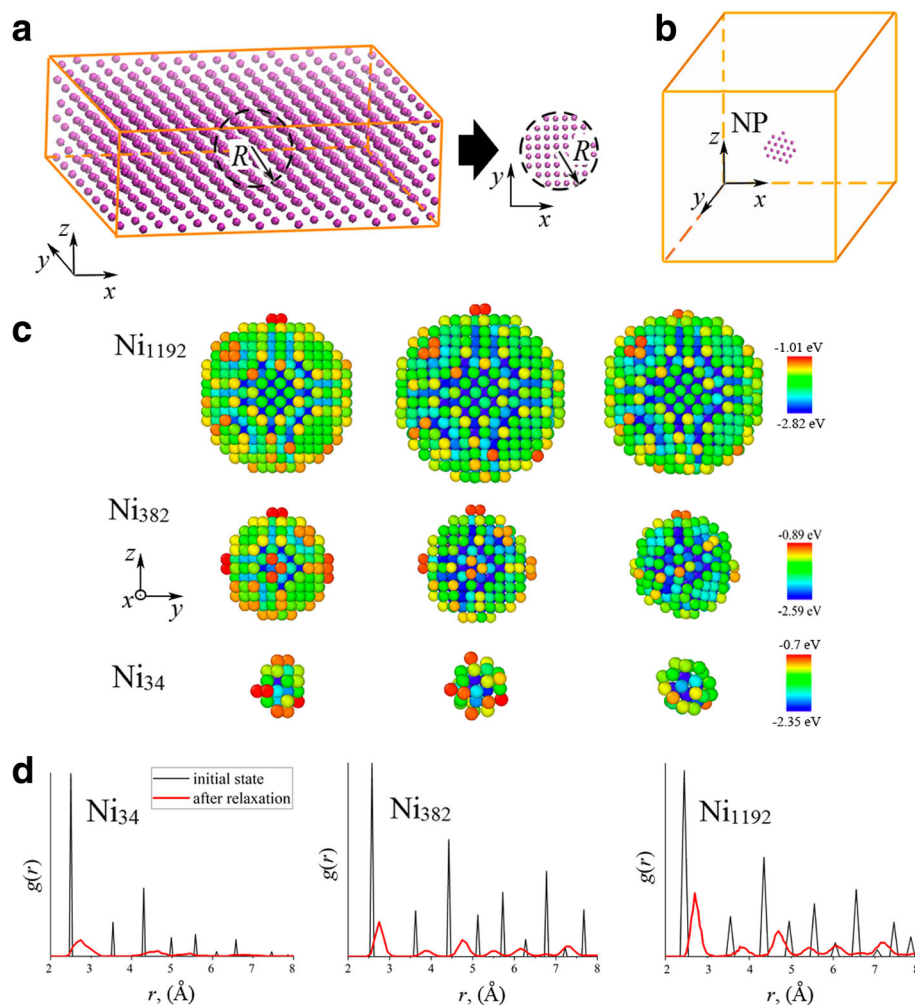 a
b
R
R
y
x
z
y
x
NP
z
y
x
c
Ni1192
-1.01 eV
-2.82 eV
Ni382
-0.89 eV
-2.59 eV
z
x
y
Ni34
-0.7 eV
-2.35 eV
d
initial state
after relaxation
Ni34
g(r)
2 3 4 5 6 7 8
r, (Å)
Ni382
g(r)
2 3 4 5 6 7 8
r, (Å)
Ni1192
g(r)
2 3 4 5 6 7 8
r, (Å)